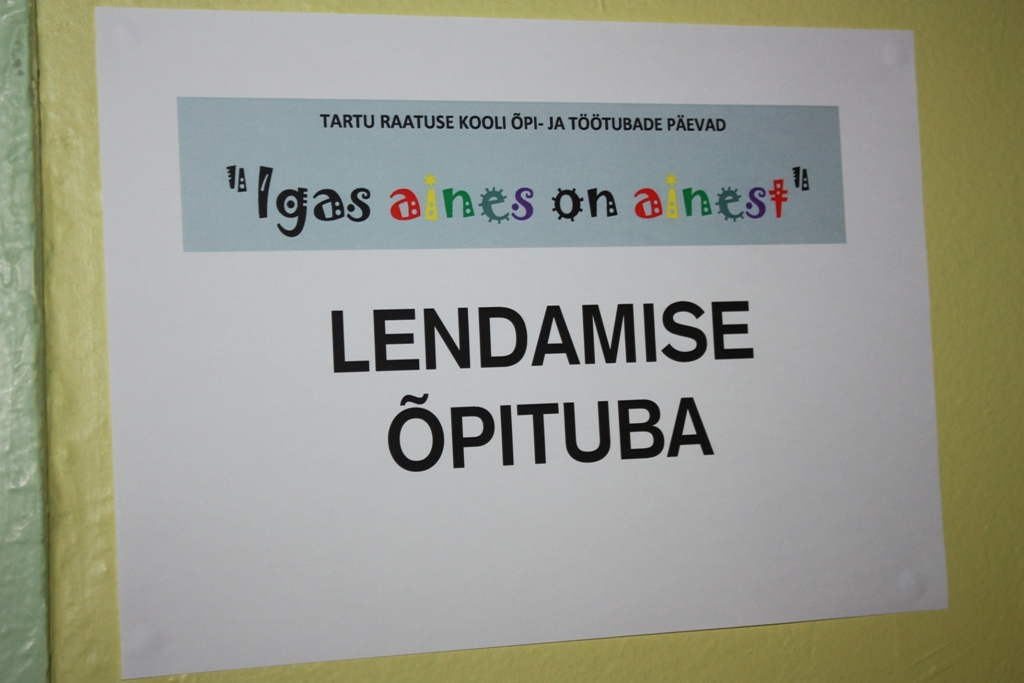 TARTU RAATUSE KOOLI ÕPI- JA TÖÖTUBADE PÄEVAD
"Igas aines on ainest"
LENDAMISE
ÕPITUBA